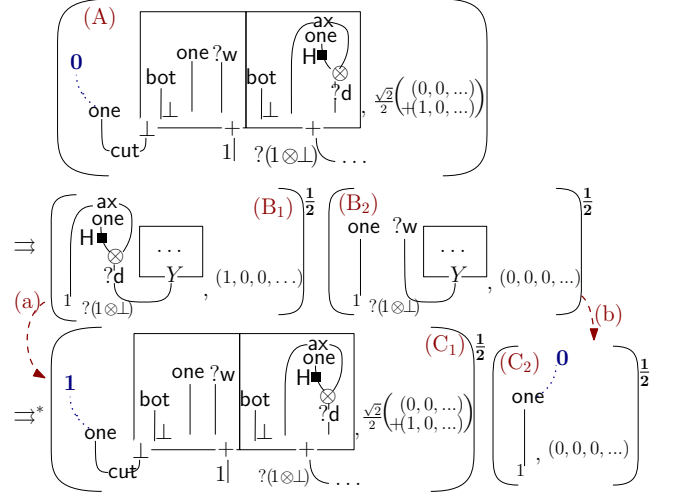 (A)
ax
one
0 one ?w H ⊗
bot bot
one ⊥ ⊥ ?d , √2/2 ( (0, 0, ...) +(1, 0, ...) )
cut ⊥ + +
1 ?(1⊗⊥) ...
ax (B₁) 1/2 (B₂) 1/2
one one ?w
H ... ...
⇉ ⊗
?d Y , (1, 0, 0, ...) Y , (0, 0, 0, ...)
(a) 1 ?(1⊗⊥) 1 ?(1⊗⊥) (b)
ax (C₁) 1/2 (C₂) 1/2
one 0
1 one ?w H ⊗ one
bot bot
⇉* one ⊥ ⊥ ?d , √2/2 ( (0, 0, ...) +(1, 0, ...) )
cut ⊥ + + 1 , (0, 0, 0, ...)
1 ?(1⊗⊥) ...